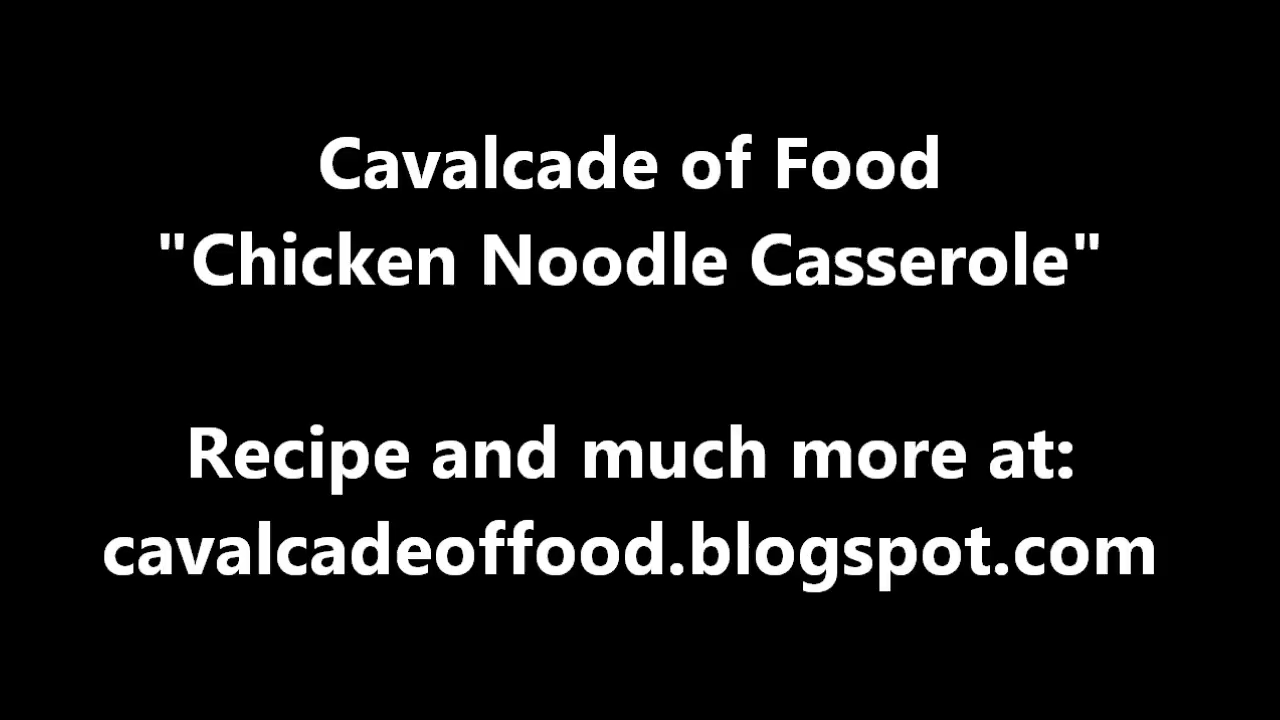 Cavalcade of Food
"Chicken Noodle Casserole"
Recipe and much more at:
cavalcadeoffood.blogspot.com